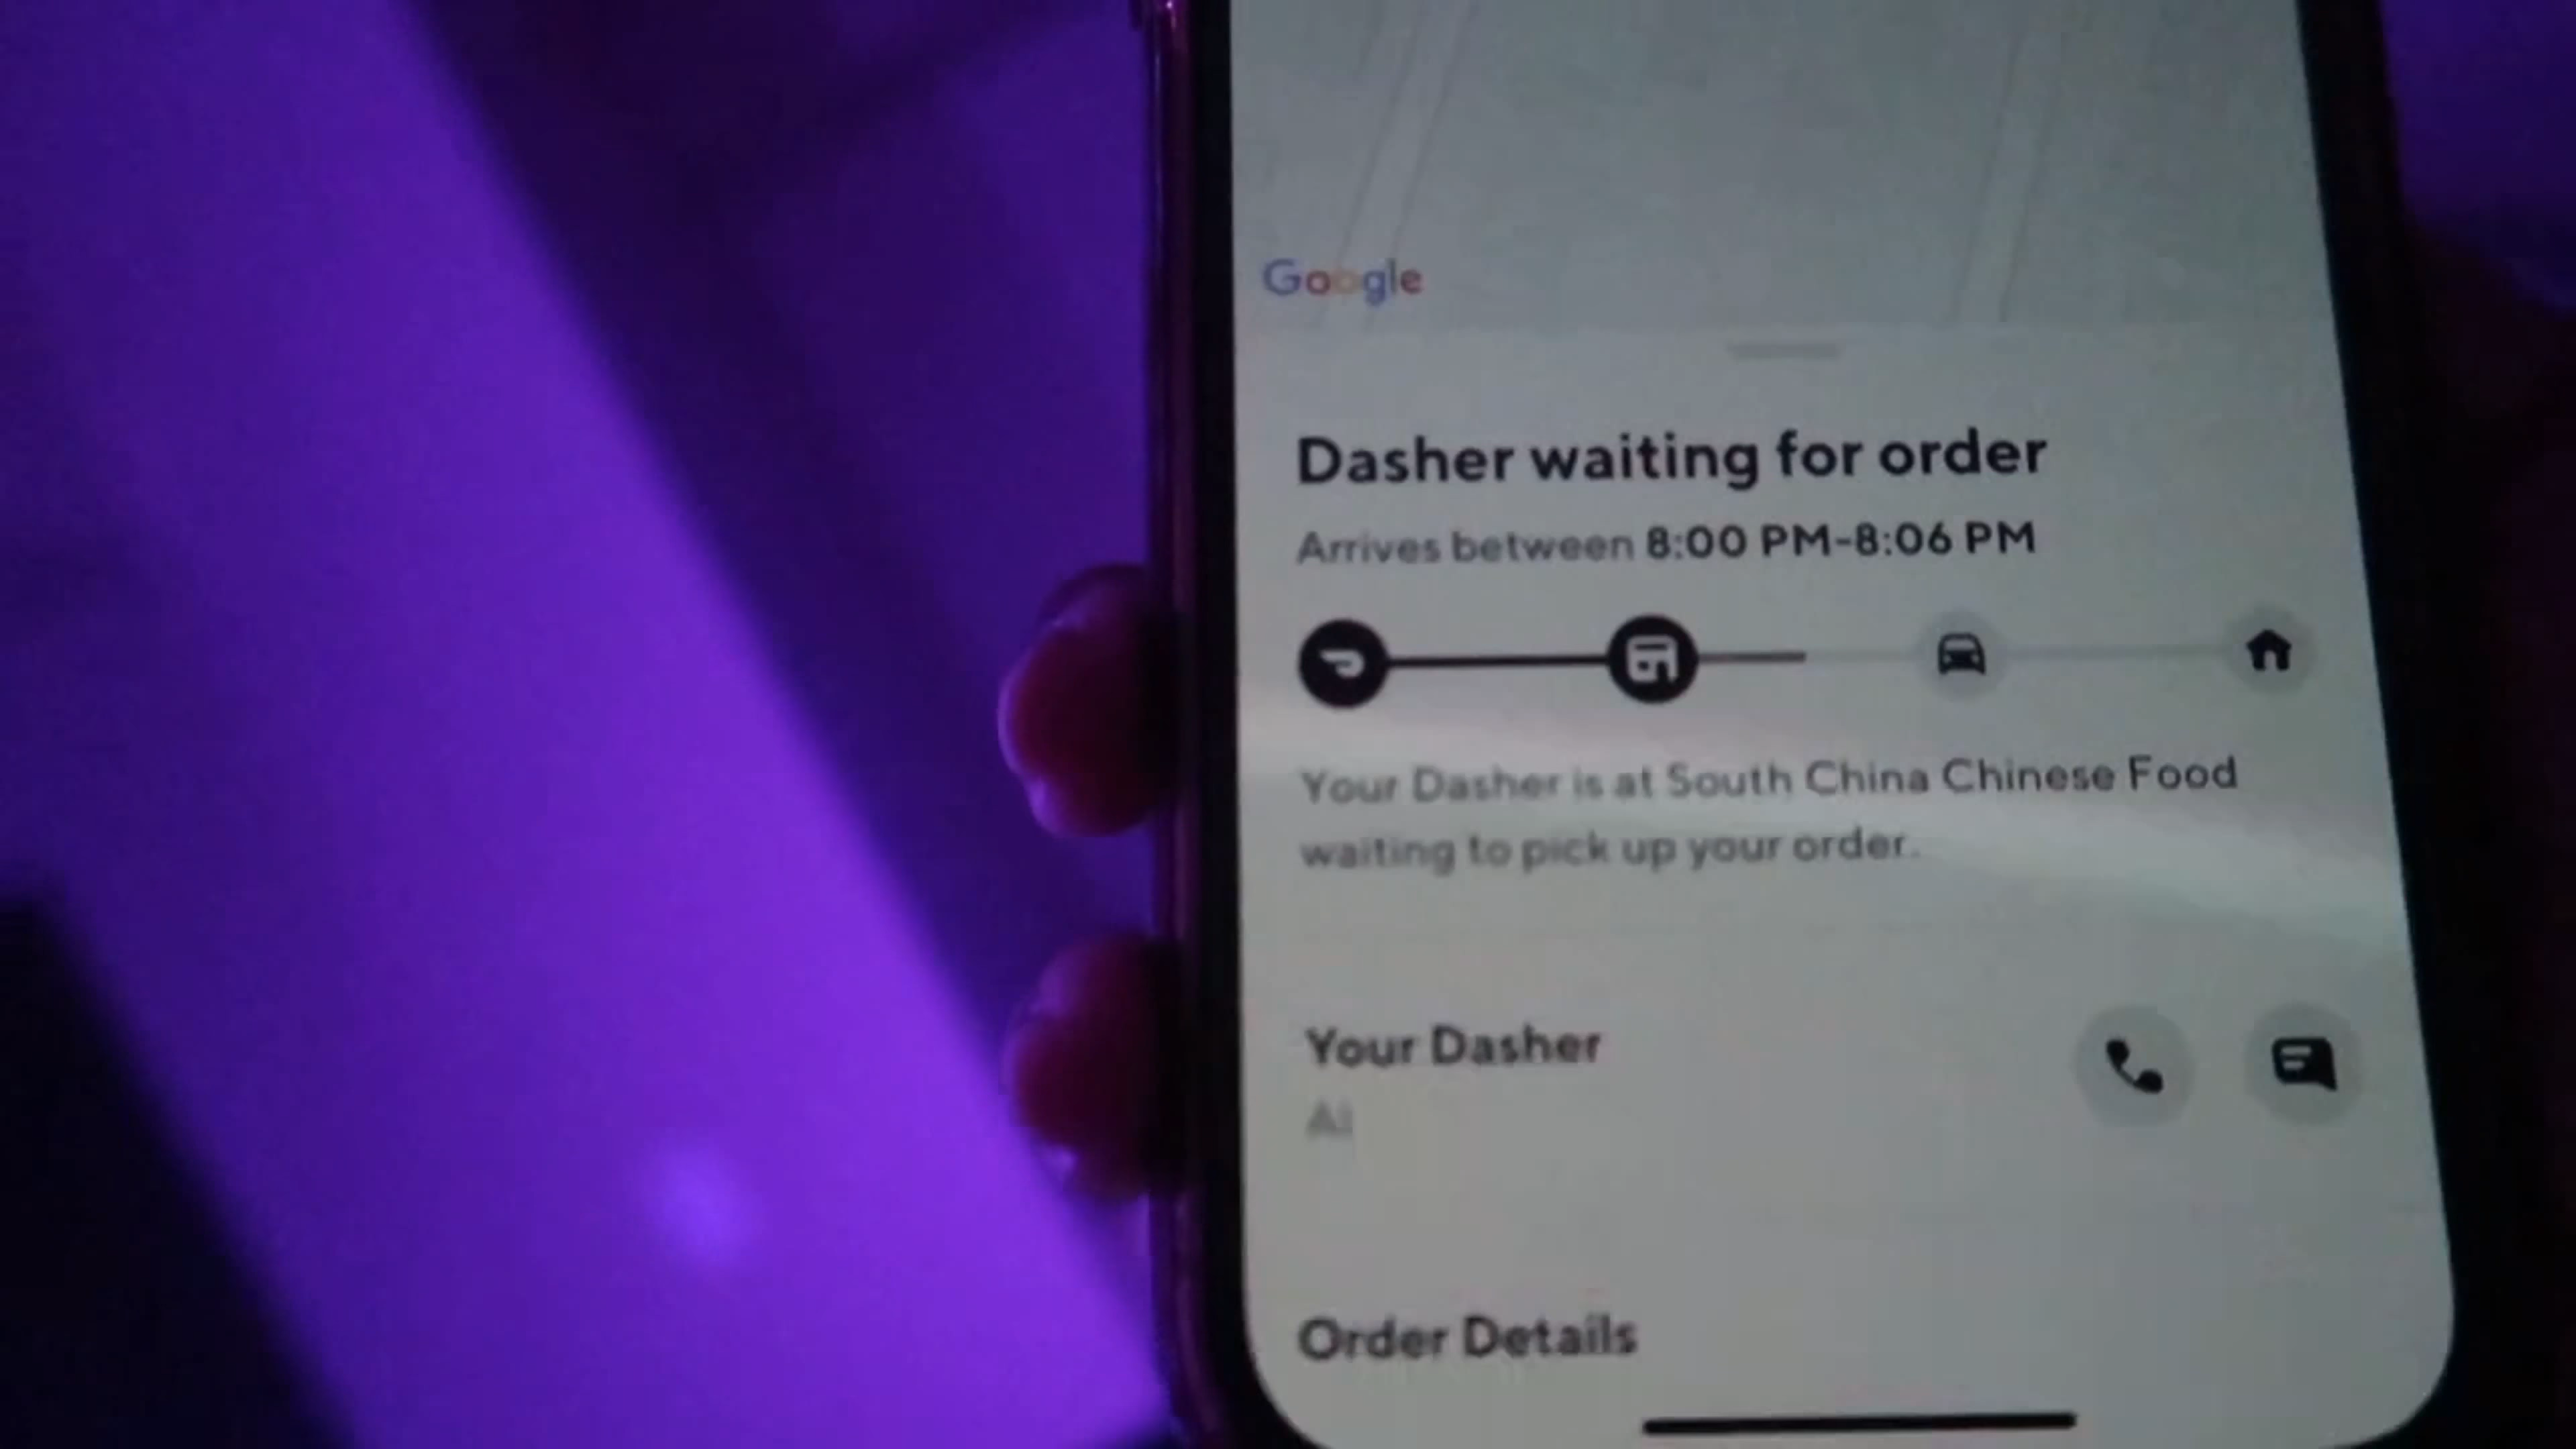 Google
Dasher waiting for order
Arrives between 8:00 PM-8:06 PM
Your Dasher is at South China Chinese Food
waiting to pick up your order.
Your Dasher
Order Details